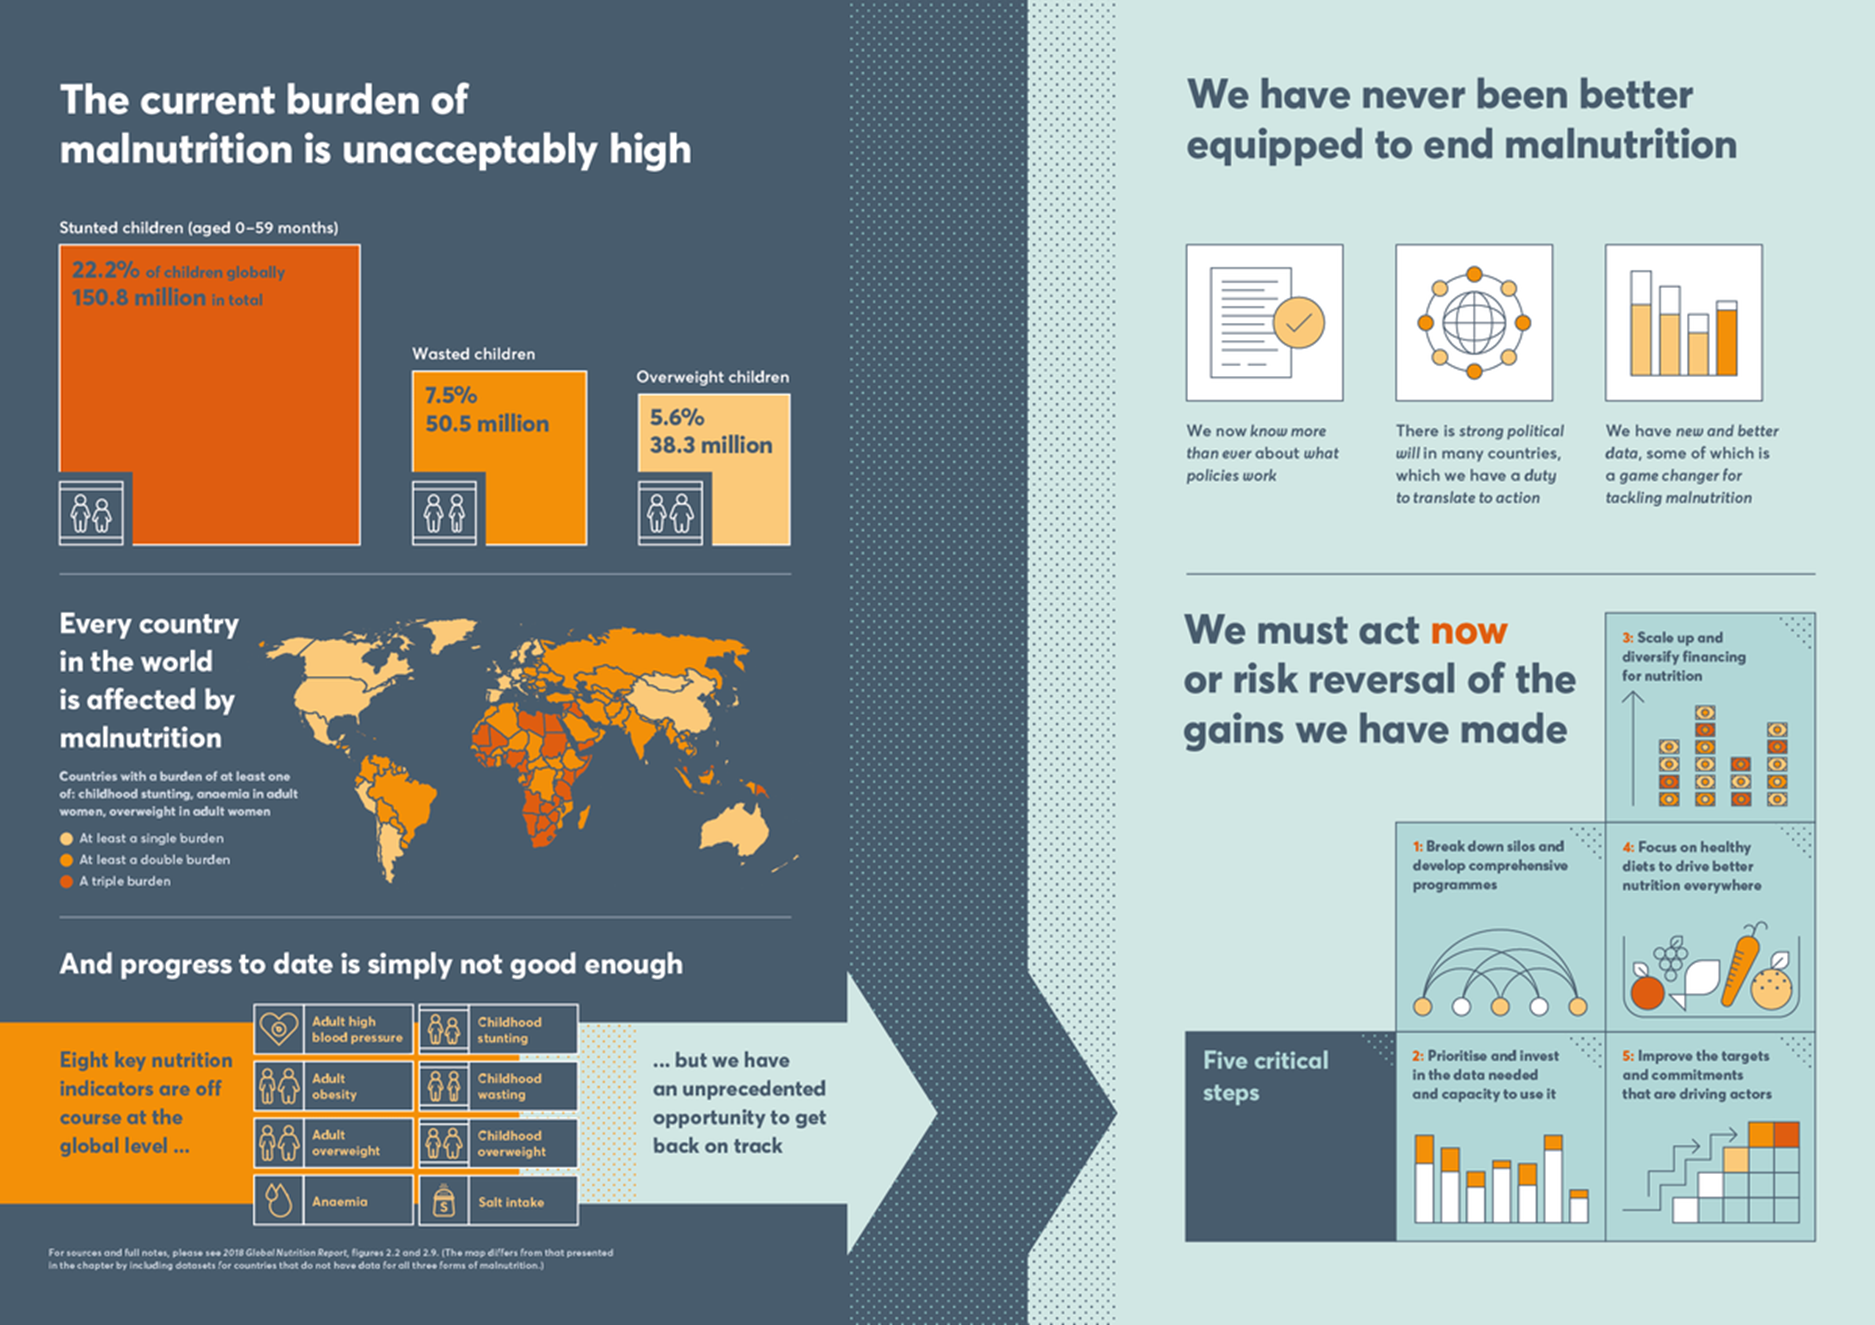 The current burden of
malnutrition is unacceptably high
Stunted children (aged 0–59 months)
22.2% of children globally
150.8 million in total
Wasted children
7.5%
50.5 million
Overweight children
5.6%
38.3 million
Every country
in the world
is affected by
malnutrition
Countries with a burden of at least one
of: childhood stunting, anaemia in adult
women, overweight in adult women
At least a single burden
At least a double burden
A triple burden
And progress to date is simply not good enough
Eight key nutrition
indicators are off
course at the
global level ...
Adult high
blood pressure
Childhood
stunting
Adult
obesity
Childhood
wasting
Adult
overweight
Childhood
overweight
Anaemia
S
Salt intake
... but we have
an unprecedented
opportunity to get
back on track
For sources and full notes, please see 2018 Global Nutrition Report, figures 2.2 and 2.9. (The map differs from that presented
in the chapter by including datasets for countries that do not have data for all three forms of malnutrition.)
We have never been better
equipped to end malnutrition
We now know more
than ever about what
policies work
There is strong political
will in many countries,
which we have a duty
to translate to action
We have new and better
data, some of which is
a game changer for
tackling malnutrition
We must act now
or risk reversal of the
gains we have made
Five critical
steps
1: Break down silos and
develop comprehensive
programmes
2: Prioritise and invest
in the data needed
and capacity to use it
3: Scale up and
diversify financing
for nutrition
4: Focus on healthy
diets to drive better
nutrition everywhere
5: Improve the targets
and commitments
that are driving actors